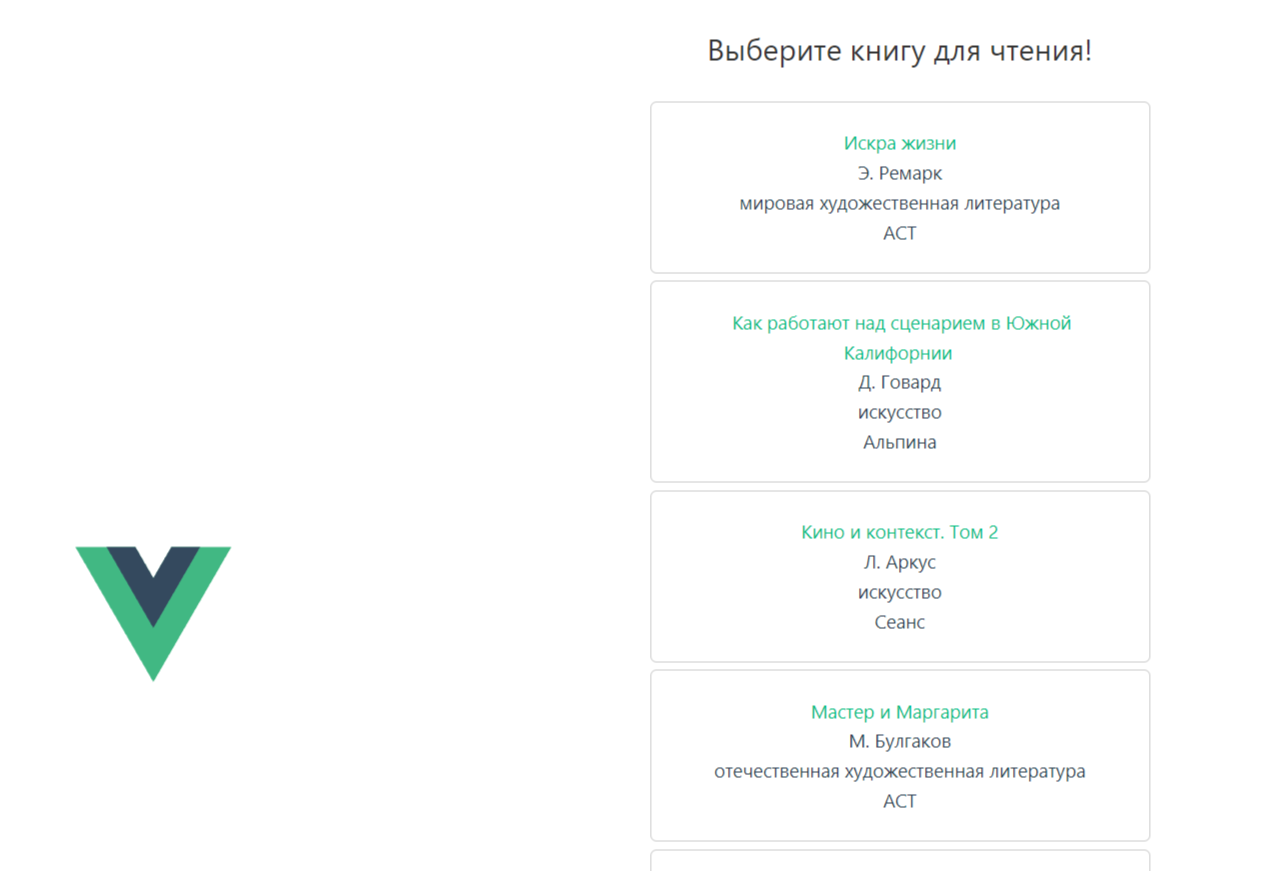 Выберите книгу для чтения!
Искра жизни
Э. Ремарк
мировая художественная литература
АСТ
Как работают над сценарием в Южной
Калифорнии
Д. Говард
искусство
Альпина
Кино и контекст. Том 2
Л. Аркус
искусство
Сеанс
Мастер и Маргарита
М. Булгаков
отечественная художественная литература
АСТ